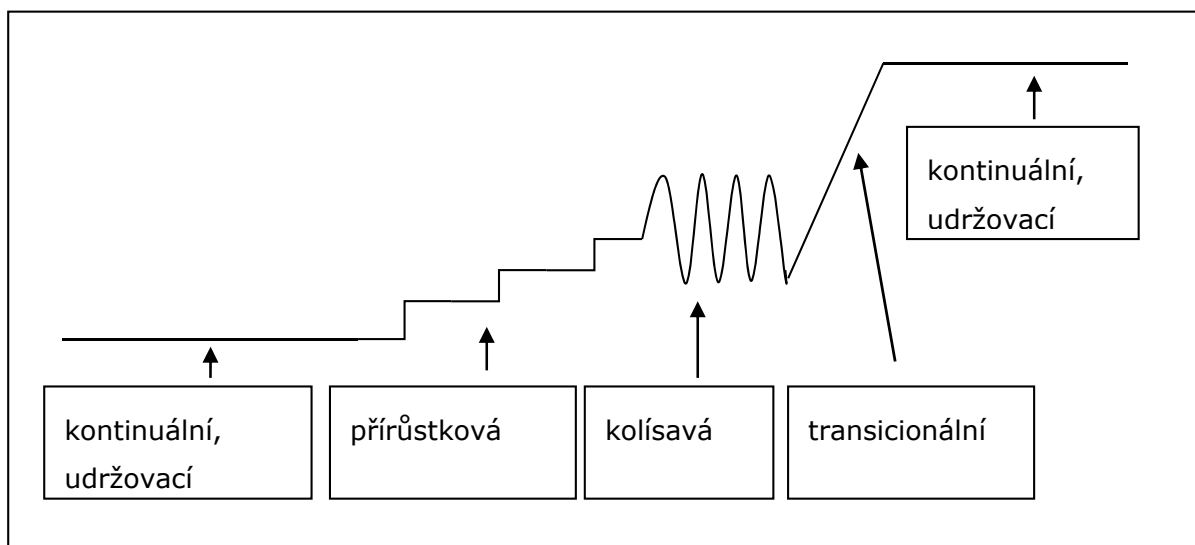 kontinuální,
udržovací
kontinuální,
udržovací
přírůstková
kolísavá
transicionální